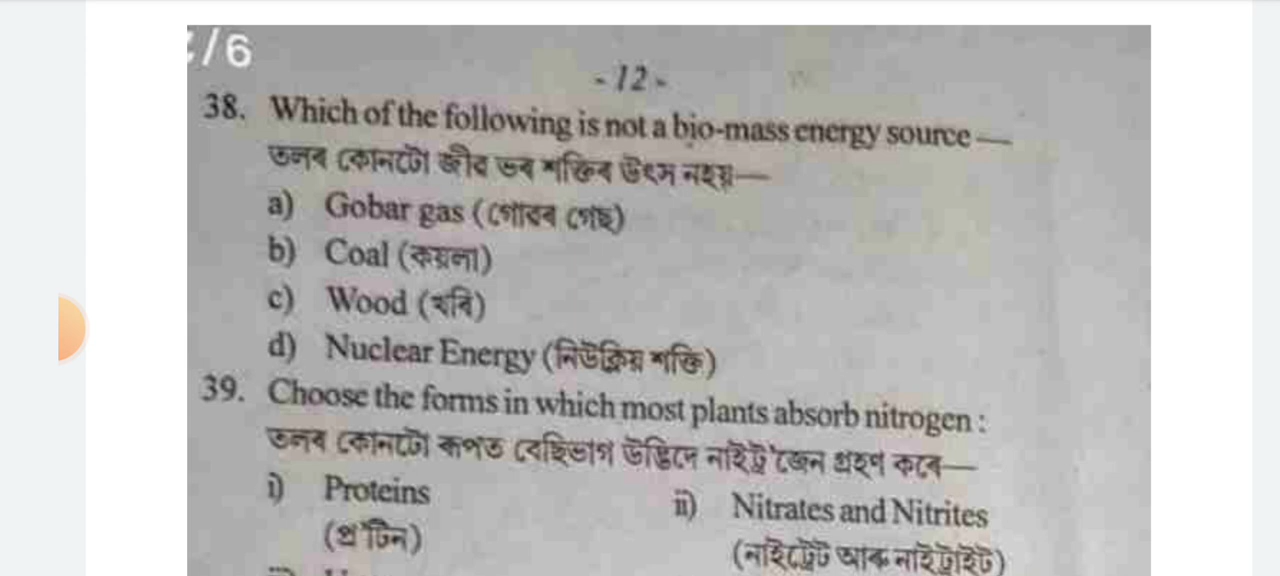 /6
- 12 -
38. Which of the following is not a bio-mass energy source —
তলৰ কোনটো জীৱ ভৰ শক্তিৰ উৎস নহয়—
a) Gobar gas (গোবৰ গেছ)
b) Coal (কয়লা)
c) Wood (খৰি)
d) Nuclear Energy (নিউক্লিয় শক্তি)
39. Choose the forms in which most plants absorb nitrogen :
তলৰ কোনটো ৰূপত বেছিভাগ উদ্ভিদে নাইট্ৰ'জেন গ্ৰহণ কৰে—
i) Proteins ii) Nitrates and Nitrites
(প্ৰ'টিন) (নাইট্ৰেট আৰু নাইট্ৰাইট)